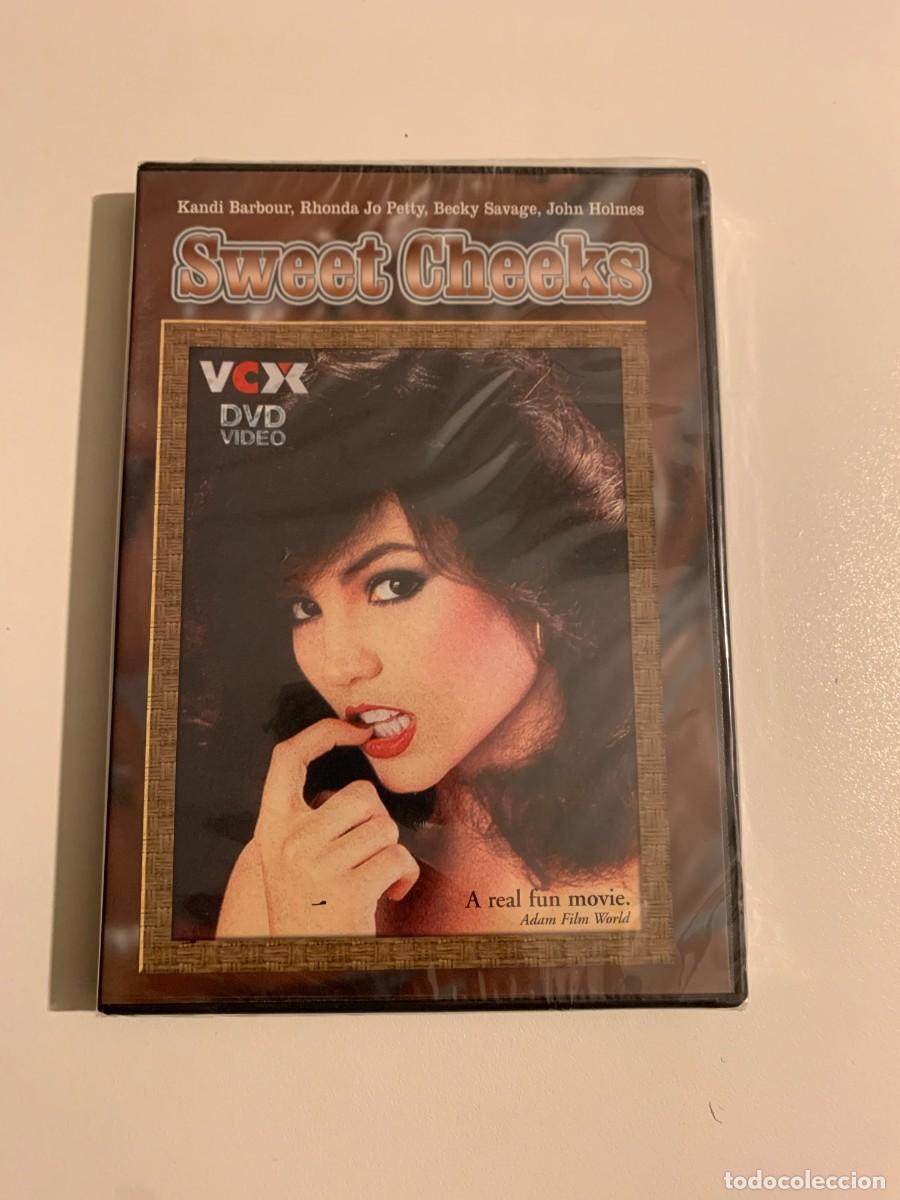 Kandi Barbour, Rhonda Jo Petty, Becky Savage, John Holmes
Sweet Cheeks
VCX
DVD
VIDEO
A real fun movie.
Adam Film World
todocoleccion